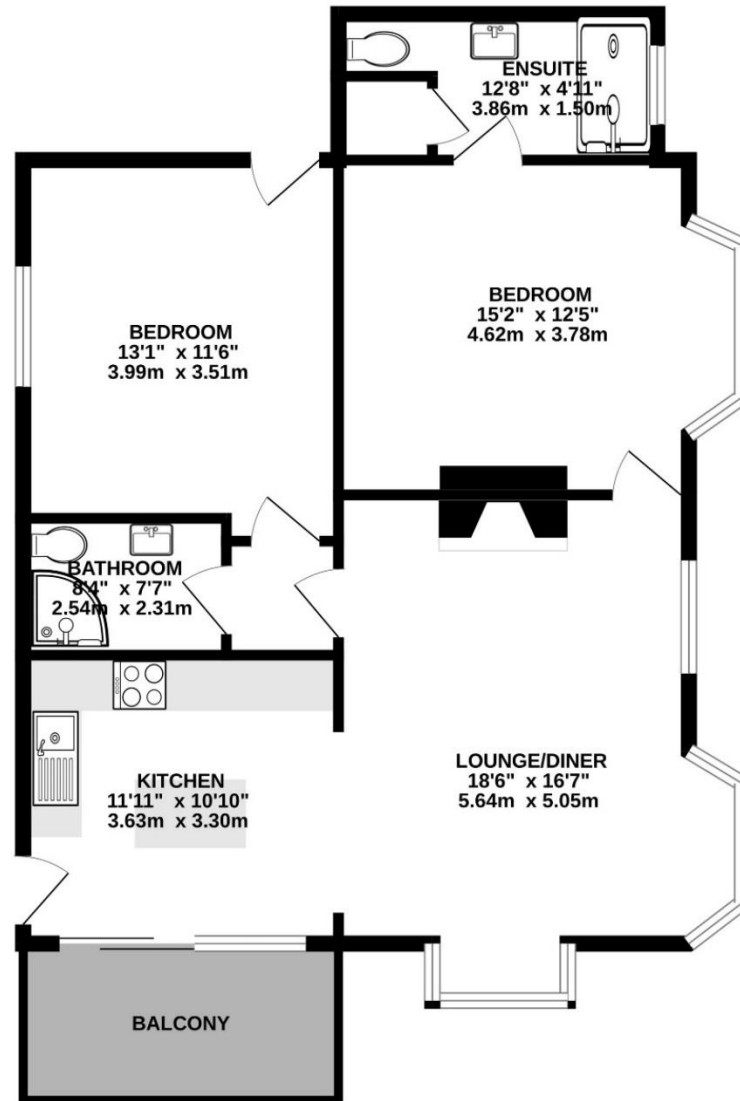 ENSUITE
12'8" x 4'11"
3.86m x 1.50m
BEDROOM
15'2" x 12'5"
4.62m x 3.78m
BEDROOM
13'1" x 11'6"
3.99m x 3.51m
BATHROOM
8'4" x 7'7"
2.54m x 2.31m
KITCHEN
11'11" x 10'10"
3.63m x 3.30m
LOUNGE/DINER
18'6" x 16'7"
5.64m x 5.05m
BALCONY